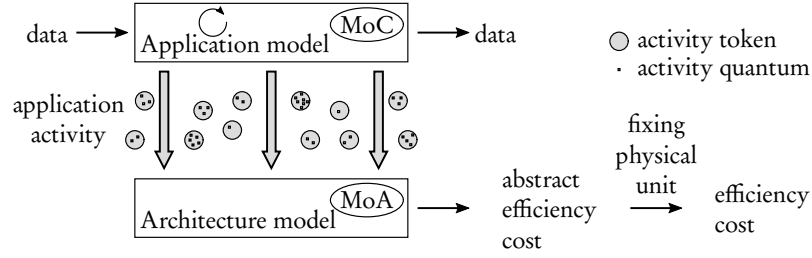 data
MoC
Application model
data
activity token
activity quantum
application
activity
fixing
physical
unit
MoA
Architecture model
abstract
efficiency
cost
efficiency
cost